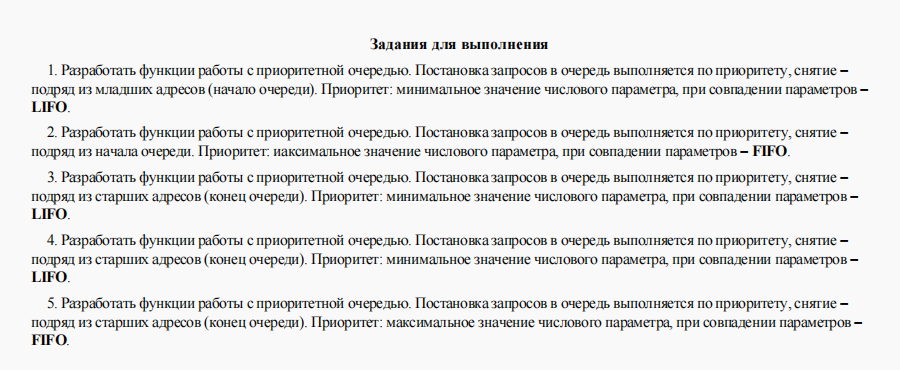 Задания для выполнения
1. Разработать функции работы с приоритетной очередью. Постановка запросов в очередь выполняется по приоритету, снятие –
подряд из младших адресов (начало очереди). Приоритет: минимальное значение числового параметра, при совпадении параметров –
LIFO.
2. Разработать функции работы с приоритетной очередью. Постановка запросов в очередь выполняется по приоритету, снятие –
подряд из начала очереди. Приоритет: иаксимальное значение числового параметра, при совпадении параметров – FIFO.
3. Разработать функции работы с приоритетной очередью. Постановка запросов в очередь выполняется по приоритету, снятие –
подряд из старших адресов (конец очереди). Приоритет: минимальное значение числового параметра, при совпадении параметров –
LIFO.
4. Разработать функции работы с приоритетной очередью. Постановка запросов в очередь выполняется по приоритету, снятие –
подряд из старших адресов (конец очереди). Приоритет: минимальное значение числового параметра, при совпадении параметров –
LIFO.
5. Разработать функции работы с приоритетной очередью. Постановка запросов в очередь выполняется по приоритету, снятие –
подряд из старших адресов (конец очереди). Приоритет: максимальное значение числового параметра, при совпадении параметров –
FIFO.